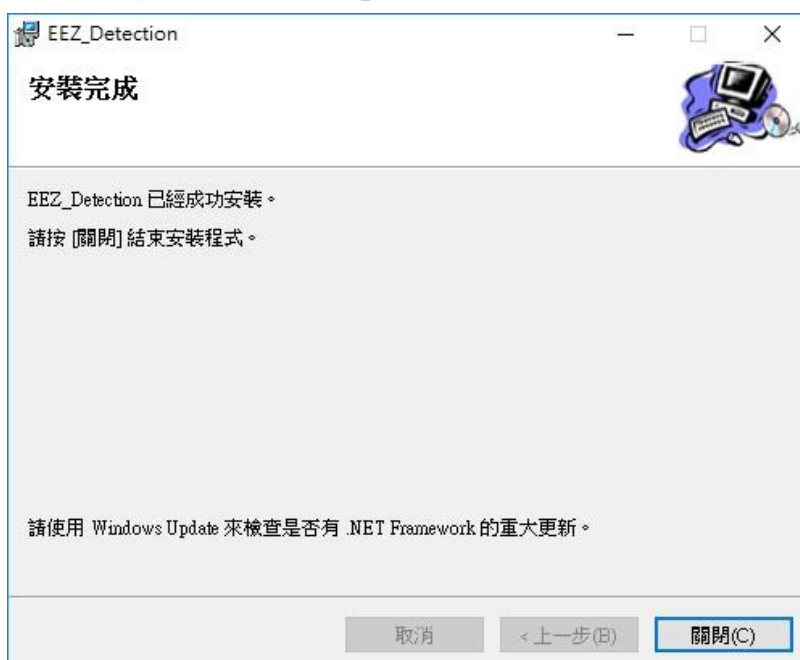 EEZ_Detection
安裝完成
EEZ_Detection 已經成功安裝。
請按 [關閉] 結束安裝程式。
請使用 Windows Update 來檢查是否有 .NET Framework 的重大更新。
取消
< 上一步(B)
關閉(C)